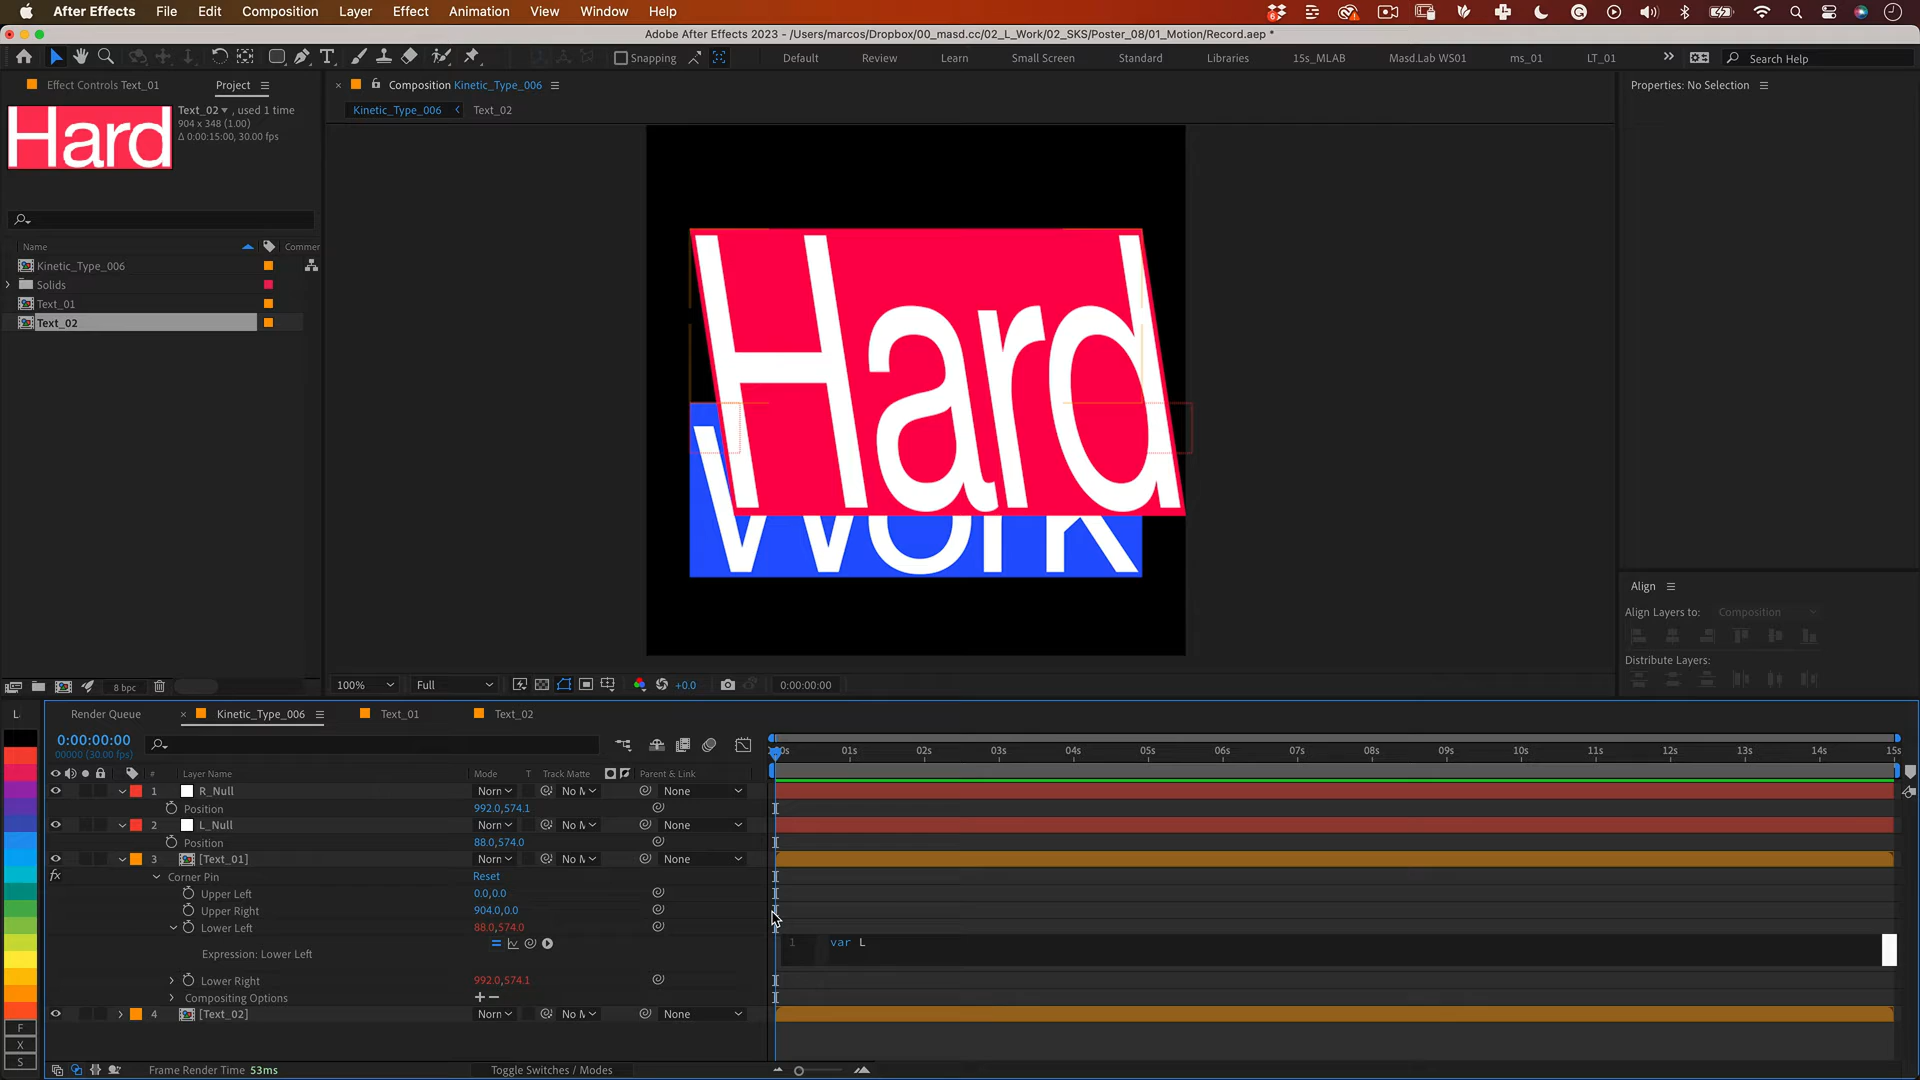 After Effects File Edit Composition Layer Effect Animation View Window Help
Adobe After Effects 2023 - /Users/marcos/Dropbox/00_masd.cc/02_L_Work/02_SKS/Poster_08/01_Motion/Record.aep *
Snapping Default Review Learn Small Screen Standard Libraries 15s_MLAB Masd.Lab WS01 ms_01 LT_01 Search Help
Effect Controls Text_01 Project
Composition Kinetic_Type_006
Properties: No Selection
Text_02, used 1 time
904 x 348 (1.00)
Δ 0:00:15:00, 30.00 fps
Hard
Kinetic_Type_006 Text_02
Name Commer
Kinetic_Type_006
Solids
Text_01
Text_02
Hard
Work
Align
Align Layers to: Composition
Distribute Layers:
8 bpc
100% Full +0.0 0:00:00:00
Render Queue Kinetic_Type_006 Text_01 Text_02
0:00:00:00
00000 (30.00 fps)
00s 01s 02s 03s 04s 05s 06s 07s 08s 09s 10s 11s 12s 13s 14s 15s
# Layer Name Mode T Track Matte Parent & Link
1 R_Null Norn No M None
Position 992.0,574.1
2 L_Null Norn No M None
Position 88.0,574.0
3 [Text_01] Norn No M None
fx Corner Pin Reset
Upper Left 0.0,0.0
Upper Right 904.0,0.0
Lower Left 88.0,574.0
1 var L
Expression: Lower Left
Lower Right 992.0,574.1
Compositing Options
4 [Text_02] Norn No M None
L
F
X
S
Frame Render Time 53ms Toggle Switches / Modes